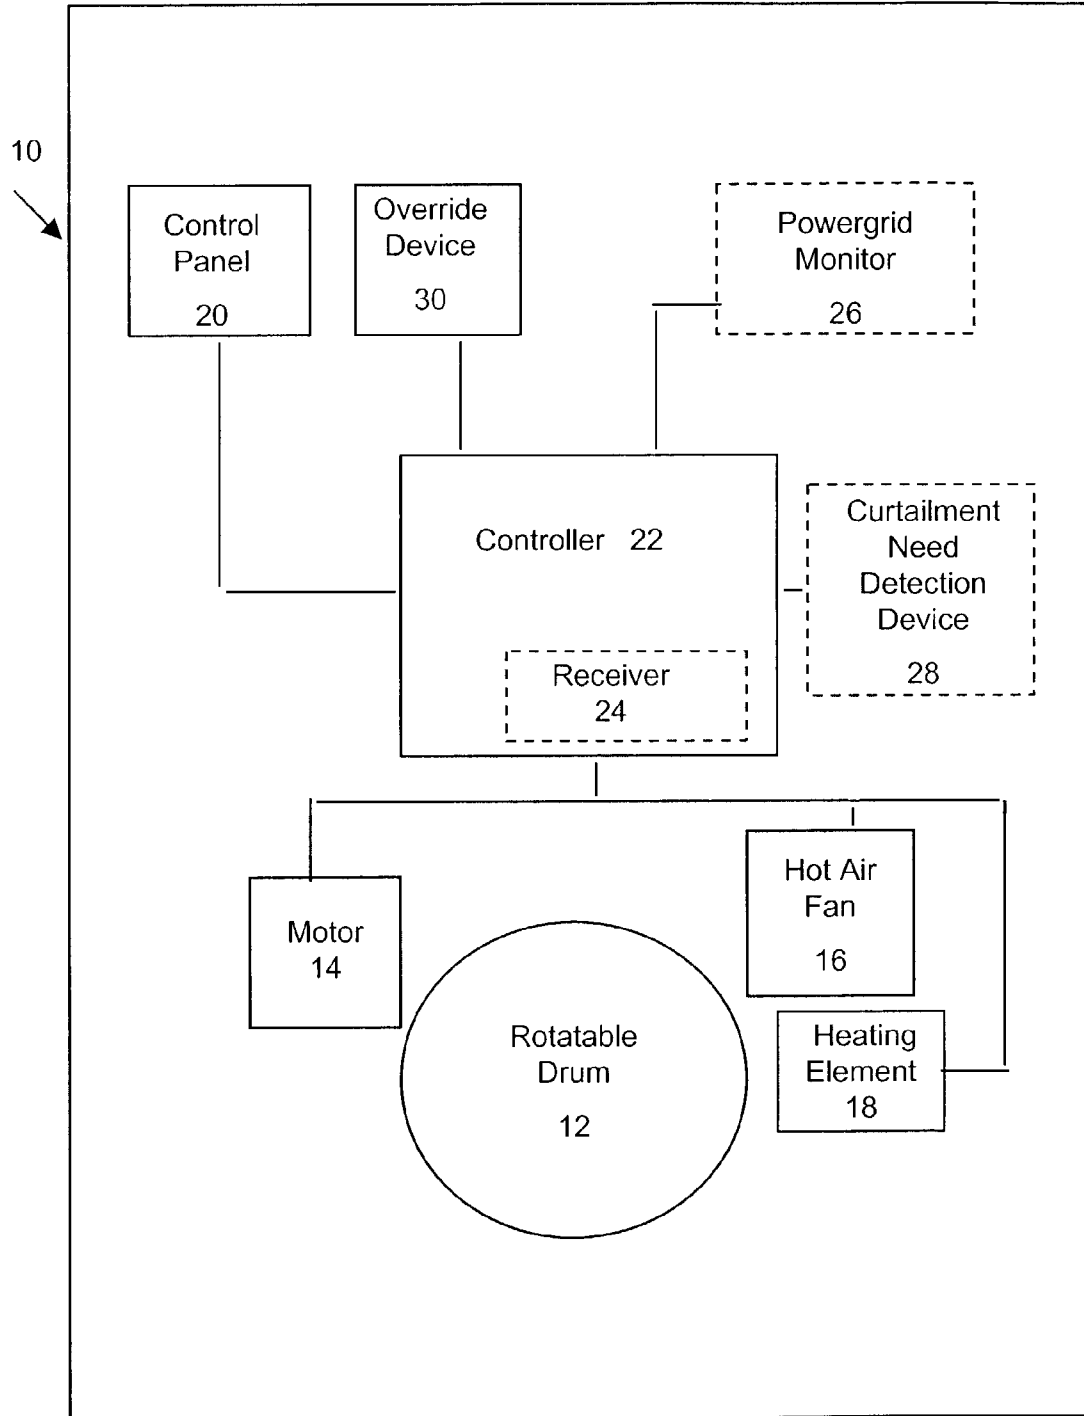 10
Control
Panel
20
Override
Device
30
Powergrid
Monitor
26
Controller 22
Curtailment
Need
Detection
Device
28
Receiver
24
Motor
14
Hot Air
Fan
16
Rotatable
Drum
12
Heating
Element
18